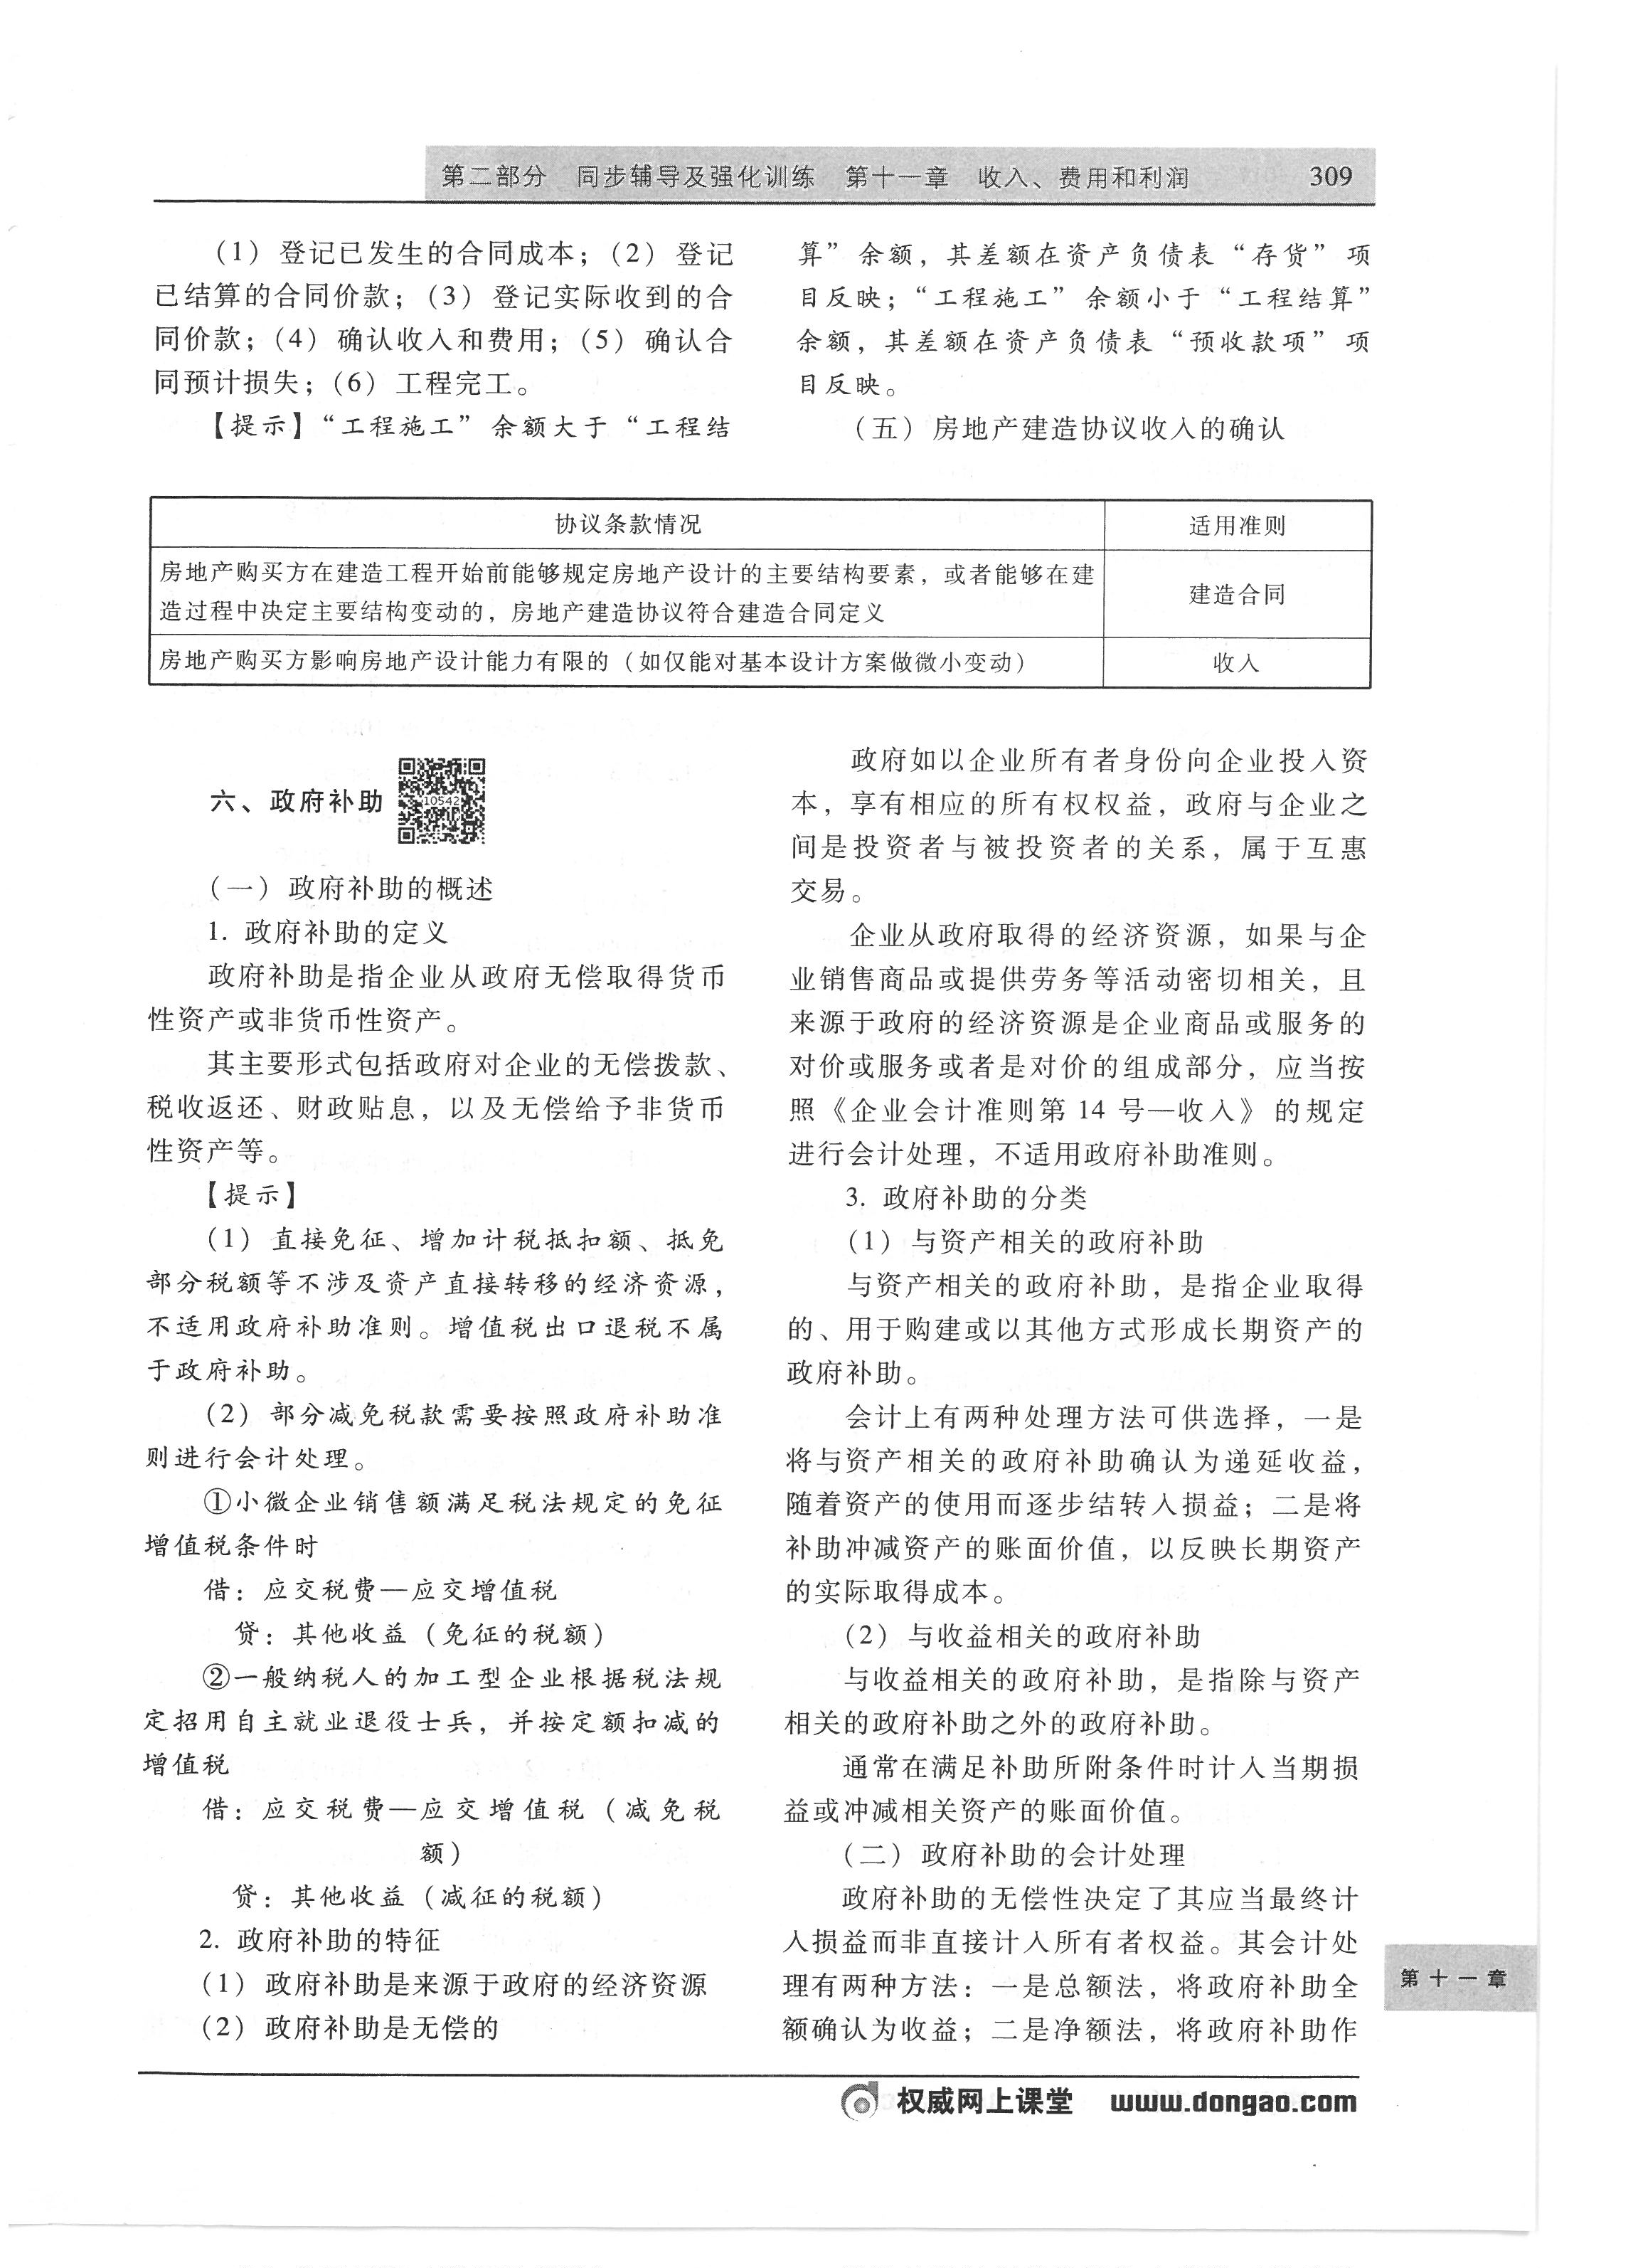 第二部分 同步辅导及强化训练 第十一章 收入、费用和利润 309
(1) 登记已发生的合同成本；(2) 登记
已结算的合同价款；(3) 登记实际收到的合
同价款；(4) 确认收入和费用；(5) 确认合
同预计损失；(6) 工程完工。
【提示】“工程施工” 余额大于 “工程结
算” 余额，其差额在资产负债表 “存货” 项
目反映；“工程施工” 余额小于 “工程结算”
余额，其差额在资产负债表 “预收款项” 项
目反映。
(五) 房地产建造协议收入的确认
协议条款情况 适用准则
房地产购买方在建造工程开始前能够规定房地产设计的主要结构要素，或者能够在建
造过程中决定主要结构变动的，房地产建造协议符合建造合同定义 建造合同
房地产购买方影响房地产设计能力有限的（如仅能对基本设计方案做微小变动） 收入
六、政府补助
10542
(一) 政府补助的概述
1. 政府补助的定义
政府补助是指企业从政府无偿取得货币
性资产或非货币性资产。
其主要形式包括政府对企业的无偿拨款、
税收返还、财政贴息，以及无偿给予非货币
性资产等。
【提示】
(1) 直接免征、增加计税抵扣额、抵免
部分税额等不涉及资产直接转移的经济资源，
不适用政府补助准则。增值税出口退税不属
于政府补助。
(2) 部分减免税款需要按照政府补助准
则进行会计处理。
①小微企业销售额满足税法规定的免征
增值税条件时
借：应交税费—应交增值税
贷：其他收益（免征的税额）
②一般纳税人的加工型企业根据税法规
定招用自主就业退役士兵，并按定额扣减的
增值税
借：应交税费—应交增值税（减免税
额）
贷：其他收益（减征的税额）
2. 政府补助的特征
(1) 政府补助是来源于政府的经济资源
(2) 政府补助是无偿的
政府如以企业所有者身份向企业投入资
本，享有相应的所有权权益，政府与企业之
间是投资者与被投资者的关系，属于互惠
交易。
企业从政府取得的经济资源，如果与企
业销售商品或提供劳务等活动密切相关，且
来源于政府的经济资源是企业商品或服务的
对价或服务或者是对价的组成部分，应当按
照《企业会计准则第 14 号—收入》的规定
进行会计处理，不适用政府补助准则。
3. 政府补助的分类
(1) 与资产相关的政府补助
与资产相关的政府补助，是指企业取得
的、用于购建或以其他方式形成长期资产的
政府补助。
会计上有两种处理方法可供选择，一是
将与资产相关的政府补助确认为递延收益，
随着资产的使用而逐步结转入损益；二是将
补助冲减资产的账面价值，以反映长期资产
的实际取得成本。
(2) 与收益相关的政府补助
与收益相关的政府补助，是指除与资产
相关的政府补助之外的政府补助。
通常在满足补助所附条件时计入当期损
益或冲减相关资产的账面价值。
(二) 政府补助的会计处理
政府补助的无偿性决定了其应当最终计
入损益而非直接计入所有者权益。其会计处
理有两种方法：一是总额法，将政府补助全
额确认为收益；二是净额法，将政府补助作
第十一章
权威网上课堂 www.dongao.com